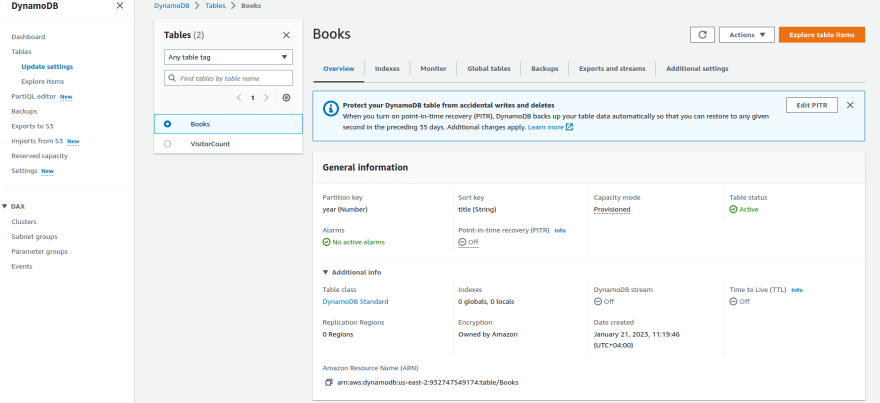 DynamoDB
Dashboard
Tables
Update settings
Explore items
PartiQL editor New
Backups
Exports to S3
Imports from S3 New
Reserved capacity
Settings New
DAX
Clusters
Subnet groups
Parameter groups
Events
DynamoDB > Tables > Books
Tables (2)
Any table tag
Find tables by table name
1
Books
VisitorCount
Books
Actions
Explore table items
Overview
Indexes
Monitor
Global tables
Backups
Exports and streams
Additional settings
Protect your DynamoDB table from accidental writes and deletes
When you turn on point-in-time recovery (PITR), DynamoDB backs up your table data automatically so that you can restore to any given
second in the preceding 35 days. Additional charges apply. Learn more
Edit PITR
General information
Partition key
year (Number)
Sort key
title (String)
Capacity mode
Provisioned
Table status
Active
Alarms
No active alarms
Point-in-time recovery (PITR) Info
Off
Additional info
Table class
DynamoDB Standard
Indexes
0 globals, 0 locals
DynamoDB stream
Off
Time to Live (TTL) Info
Off
Replication Regions
0 Regions
Encryption
Owned by Amazon
Date created
January 21, 2023, 11:19:46
(UTC+04:00)
Amazon Resource Name (ARN)
arn:aws:dynamodb:us-east-2:932747549174:table/Books